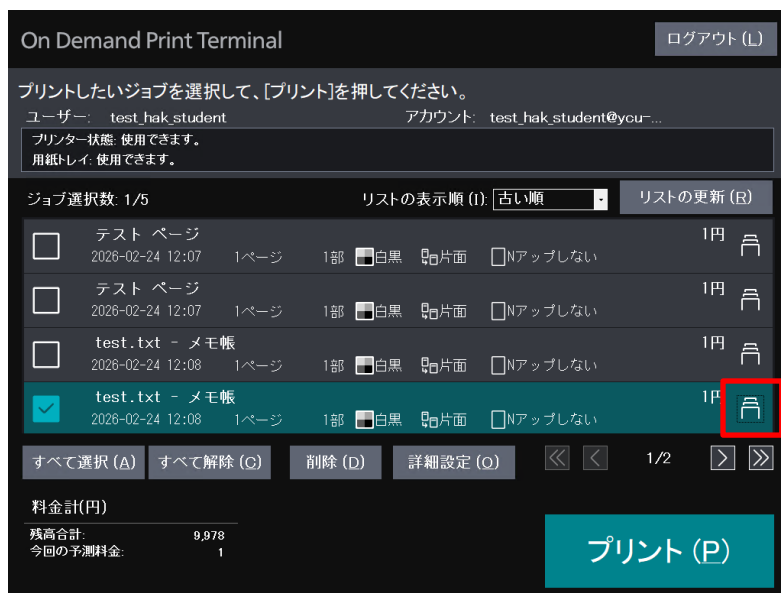 On Demand Print Terminal
ログアウト(L)
プリントしたいジョブを選択して、[プリント]を押してください。
ユーザー: test_hak_student アカウント: test_hak_student@ycu-...
プリンター状態: 使用できます。
用紙トレイ: 使用できます。
ジョブ選択数: 1/5 リストの表示順(I): 古い順 リストの更新(R)
テスト ページ 1円
2026-02-24 12:07 1ページ 1部 白黒 片面 Nアップしない
テスト ページ 1円
2026-02-24 12:07 1ページ 1部 白黒 片面 Nアップしない
test.txt - メモ帳 1円
2026-02-24 12:08 1ページ 1部 白黒 片面 Nアップしない
test.txt - メモ帳 1円
2026-02-24 12:08 1ページ 1部 白黒 片面 Nアップしない
すべて選択(A) すべて解除(C) 削除(D) 詳細設定(O) 1/2
料金計(円)
残高合計: 9,978
今回の予測料金: 1
プリント(P)